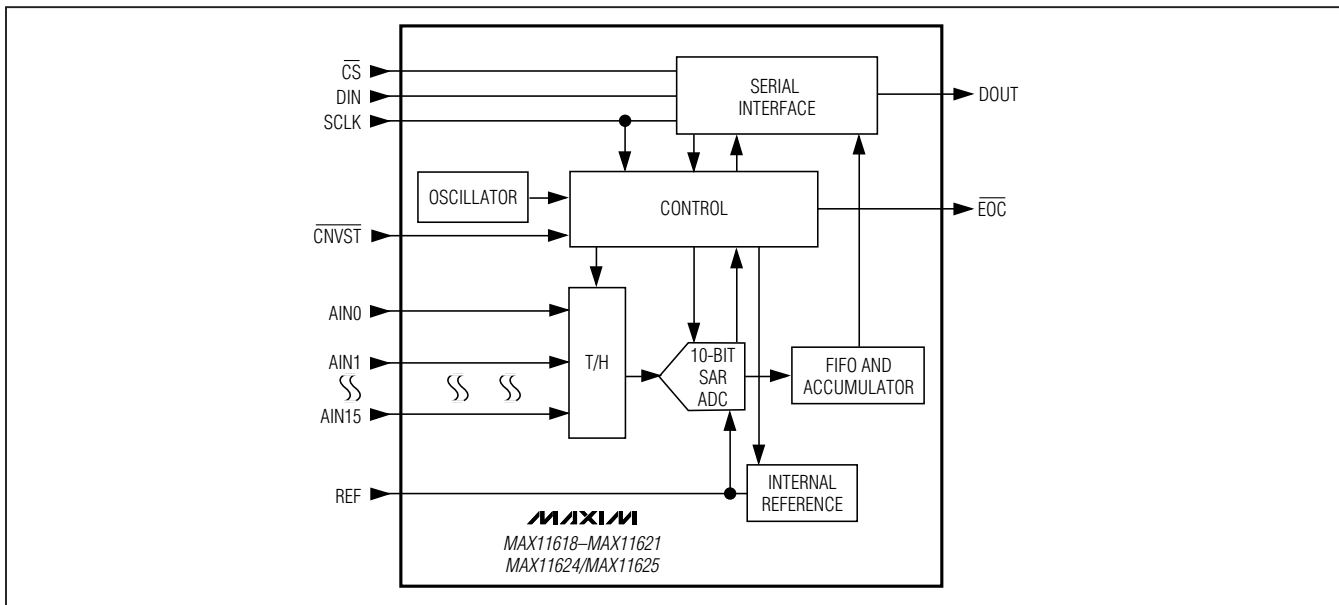 CS
DIN
SCLK
SERIAL
INTERFACE
DOUT
OSCILLATOR
CONTROL
EOC
CNVST
AIN0
AIN1
AIN15
T/H
10-BIT
SAR
ADC
FIFO AND
ACCUMULATOR
REF
INTERNAL
REFERENCE
MAXIM
MAX11618–MAX11621
MAX11624/MAX11625